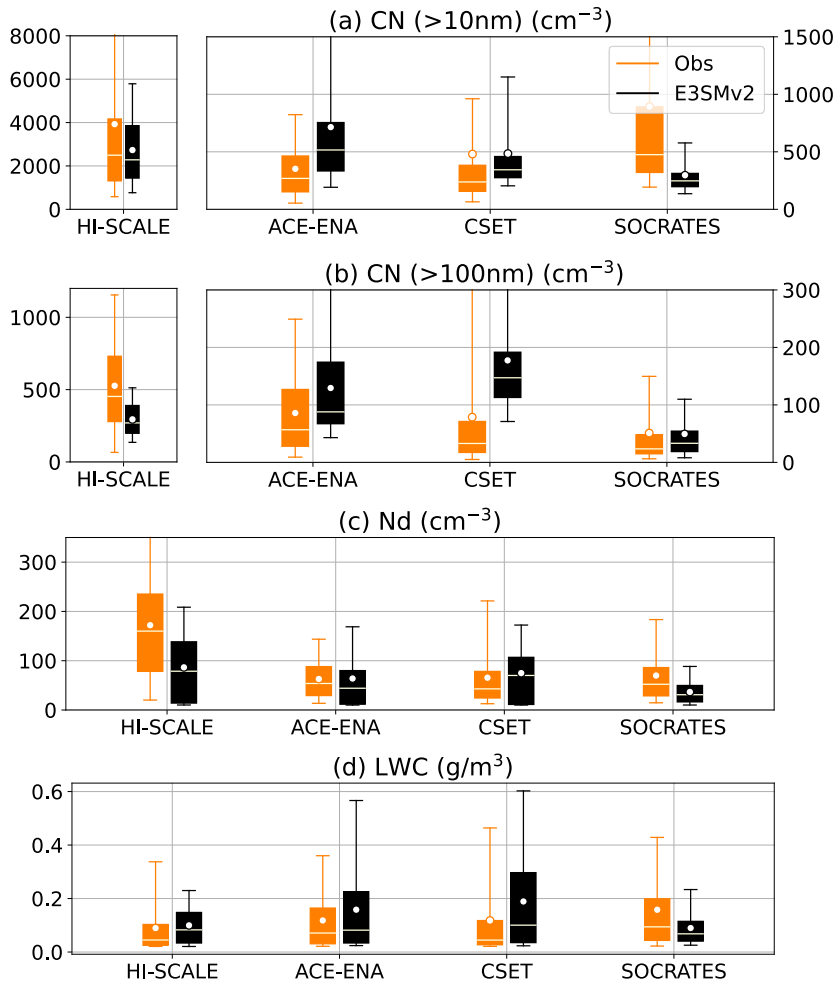 (a) CN (>10nm) (cm⁻³)
8000
6000
4000
2000
0
1500
1000
500
0
Obs
E3SMv2
HI-SCALE
ACE-ENA
CSET
SOCRATES
(b) CN (>100nm) (cm⁻³)
1000
500
0
300
200
100
0
HI-SCALE
ACE-ENA
CSET
SOCRATES
(c) Nd (cm⁻³)
300
200
100
0
HI-SCALE
ACE-ENA
CSET
SOCRATES
(d) LWC (g/m³)
0.6
0.4
0.2
0.0
HI-SCALE
ACE-ENA
CSET
SOCRATES